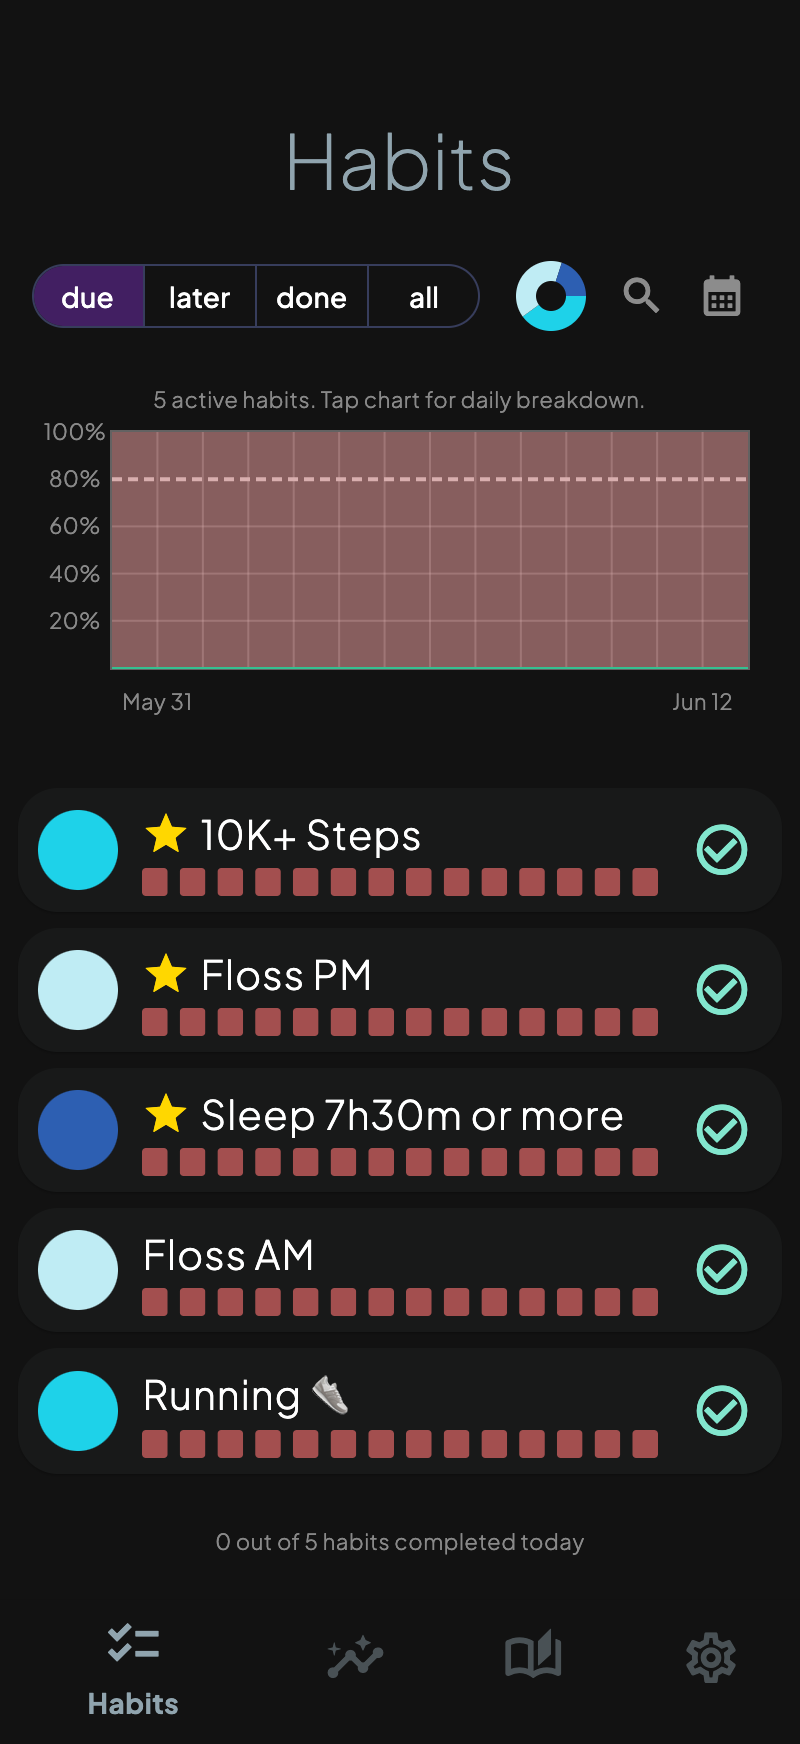 Habits
due later done all
5 active habits. Tap chart for daily breakdown.
100%
80%
60%
40%
20%
May 31 Jun 12
10K+ Steps
Floss PM
Sleep 7h30m or more
Floss AM
Running
0 out of 5 habits completed today
Habits